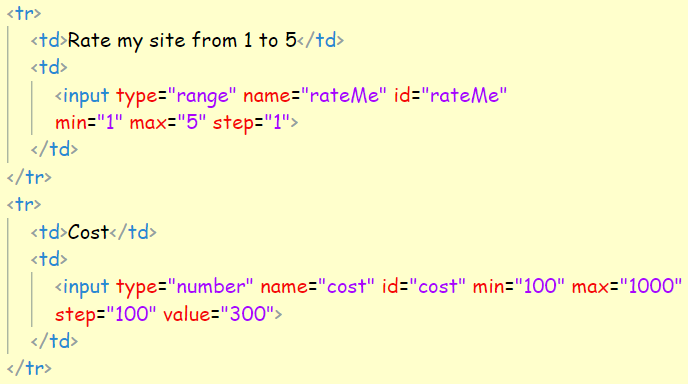 <tr>
<td>Rate my site from 1 to 5</td>
<td>
<input type="range" name="rateMe" id="rateMe"
min="1" max="5" step="1">
</td>
</tr>
<tr>
<td>Cost</td>
<td>
<input type="number" name="cost" id="cost" min="100" max="1000"
step="100" value="300">
</td>
</tr>